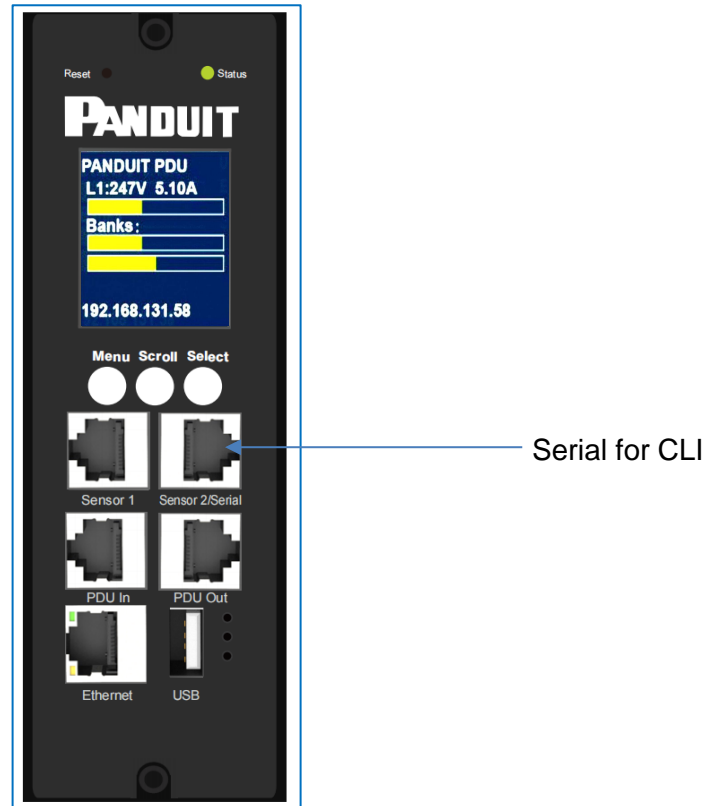 Reset
Status
PANDUIT
PANDUIT PDU
L1:247V 5.10A
Banks:
192.168.131.58
Menu Scroll Select
Sensor 1
Sensor 2/Serial
Serial for CLI
PDU In
PDU Out
Ethernet
USB